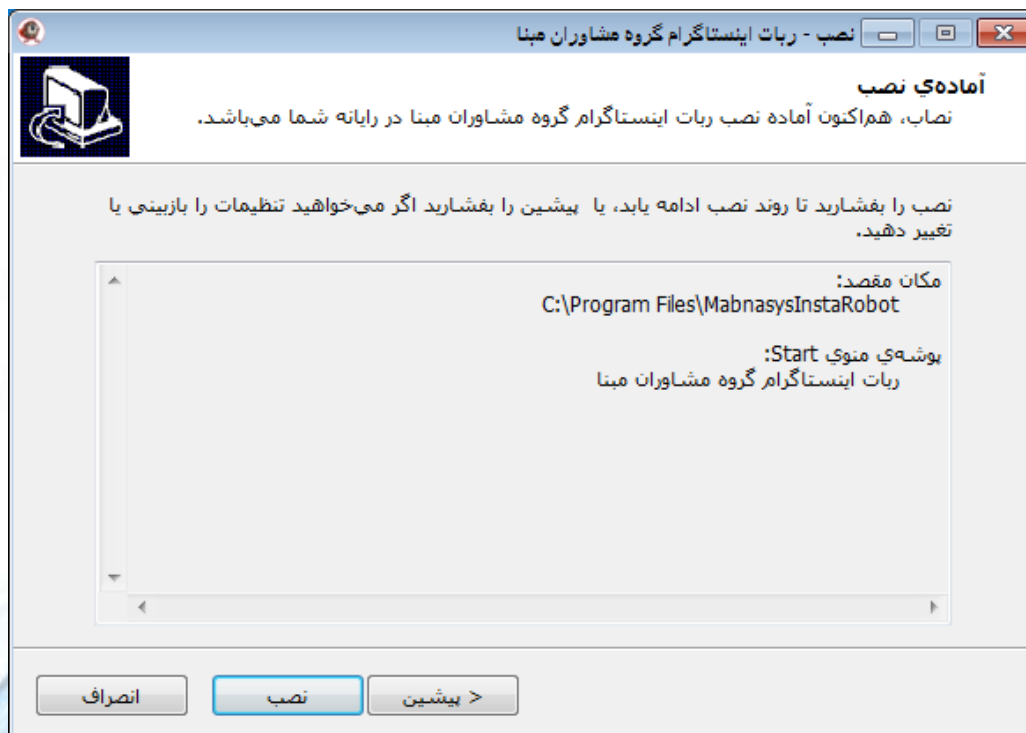 نصب - ربات اینستاگرام گروه مشاوران مبنا
آماده‌ي نصب
نصاب، هم‌اکنون آماده نصب ربات اینستاگرام گروه مشاوران مبنا در رایانه شما می‌باشد.
نصب را بفشارید تا روند نصب ادامه یابد، یا پیشین را بفشارید اگر می‌خواهید تنظیمات را بازبینی یا
تغییر دهید.
مکان مقصد:
C:\Program Files\MabnasysInstaRobot
پوشه‌ي منوي Start:
ربات اینستاگرام گروه مشاوران مبنا
< پیشین
نصب
انصراف